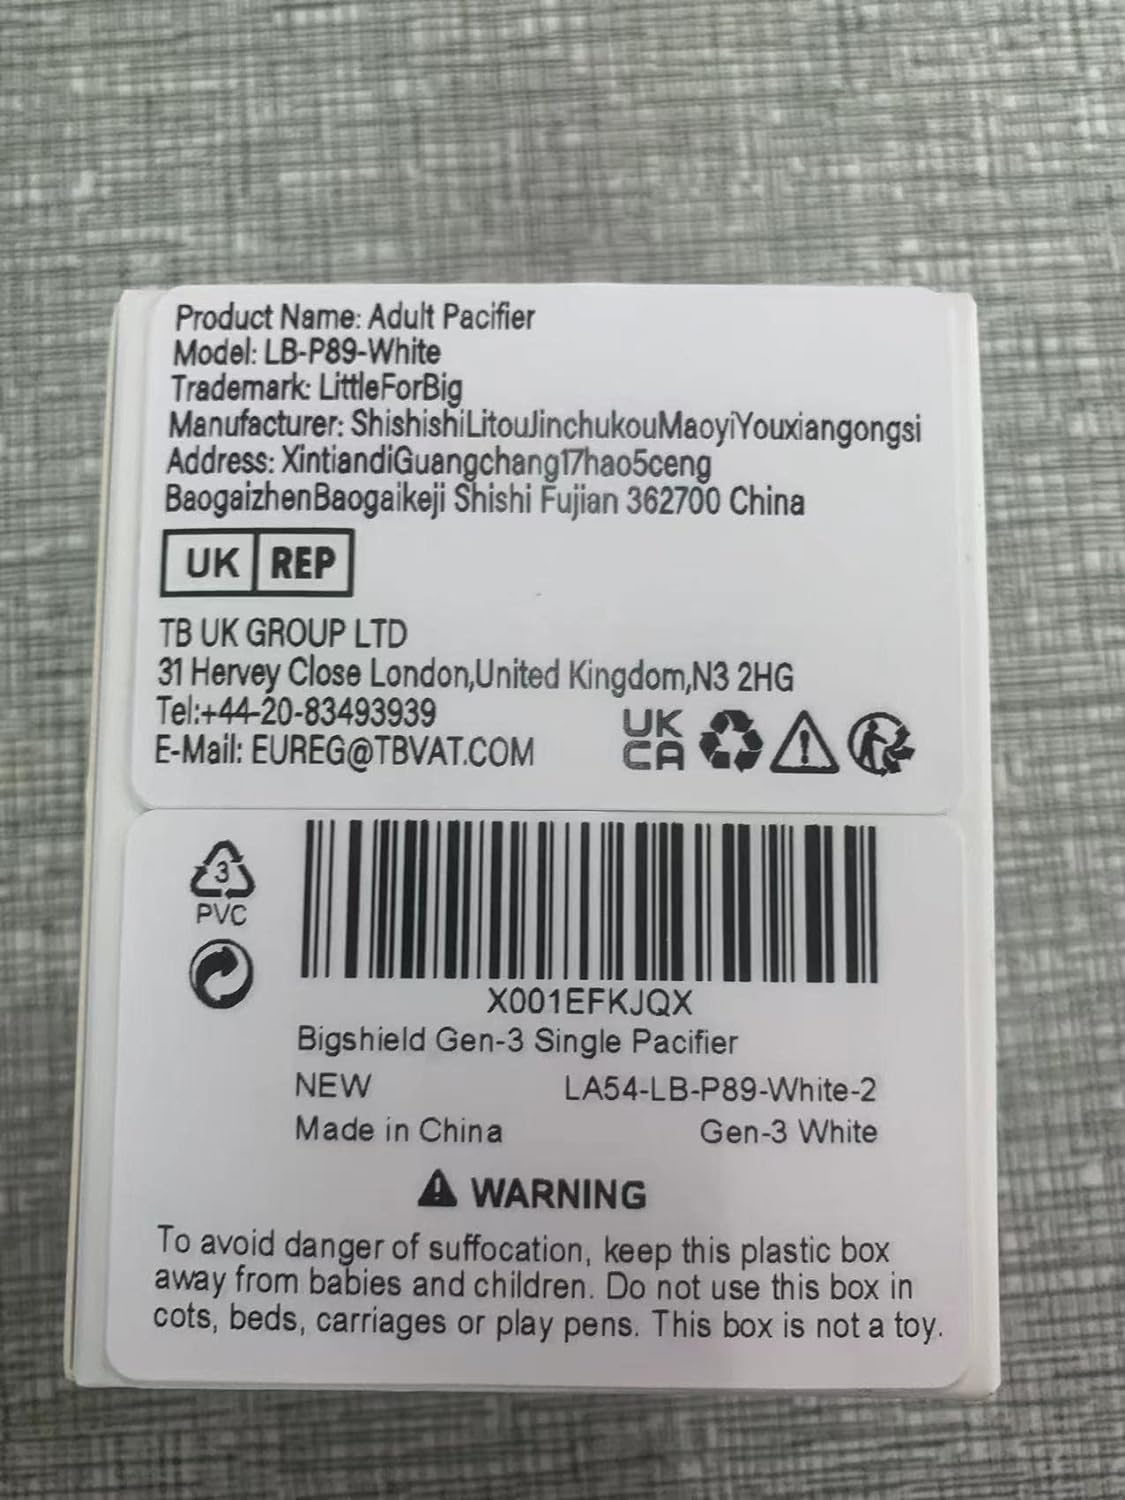 Product Name: Adult Pacifier
Model: LB-P89-White
Trademark: LittleForBig
Manufacturer: ShishishiLitouJinchukouMaoyiYouxiangongsi
Address: XintiandiGuangchang17hao5ceng
BaogaizhenBaogaikeji Shishi Fujian 362700 China
UK REP
TB UK GROUP LTD
31 Hervey Close London,United Kingdom,N3 2HG
Tel:+44-20-83493939
E-Mail: EUREG@TBVAT.COM
UK
CA
3
PVC
X001EFKJQX
Bigshield Gen-3 Single Pacifier
NEW LA54-LB-P89-White-2
Made in China Gen-3 White
WARNING
To avoid danger of suffocation, keep this plastic box
away from babies and children. Do not use this box in
cots, beds, carriages or play pens. This box is not a toy.